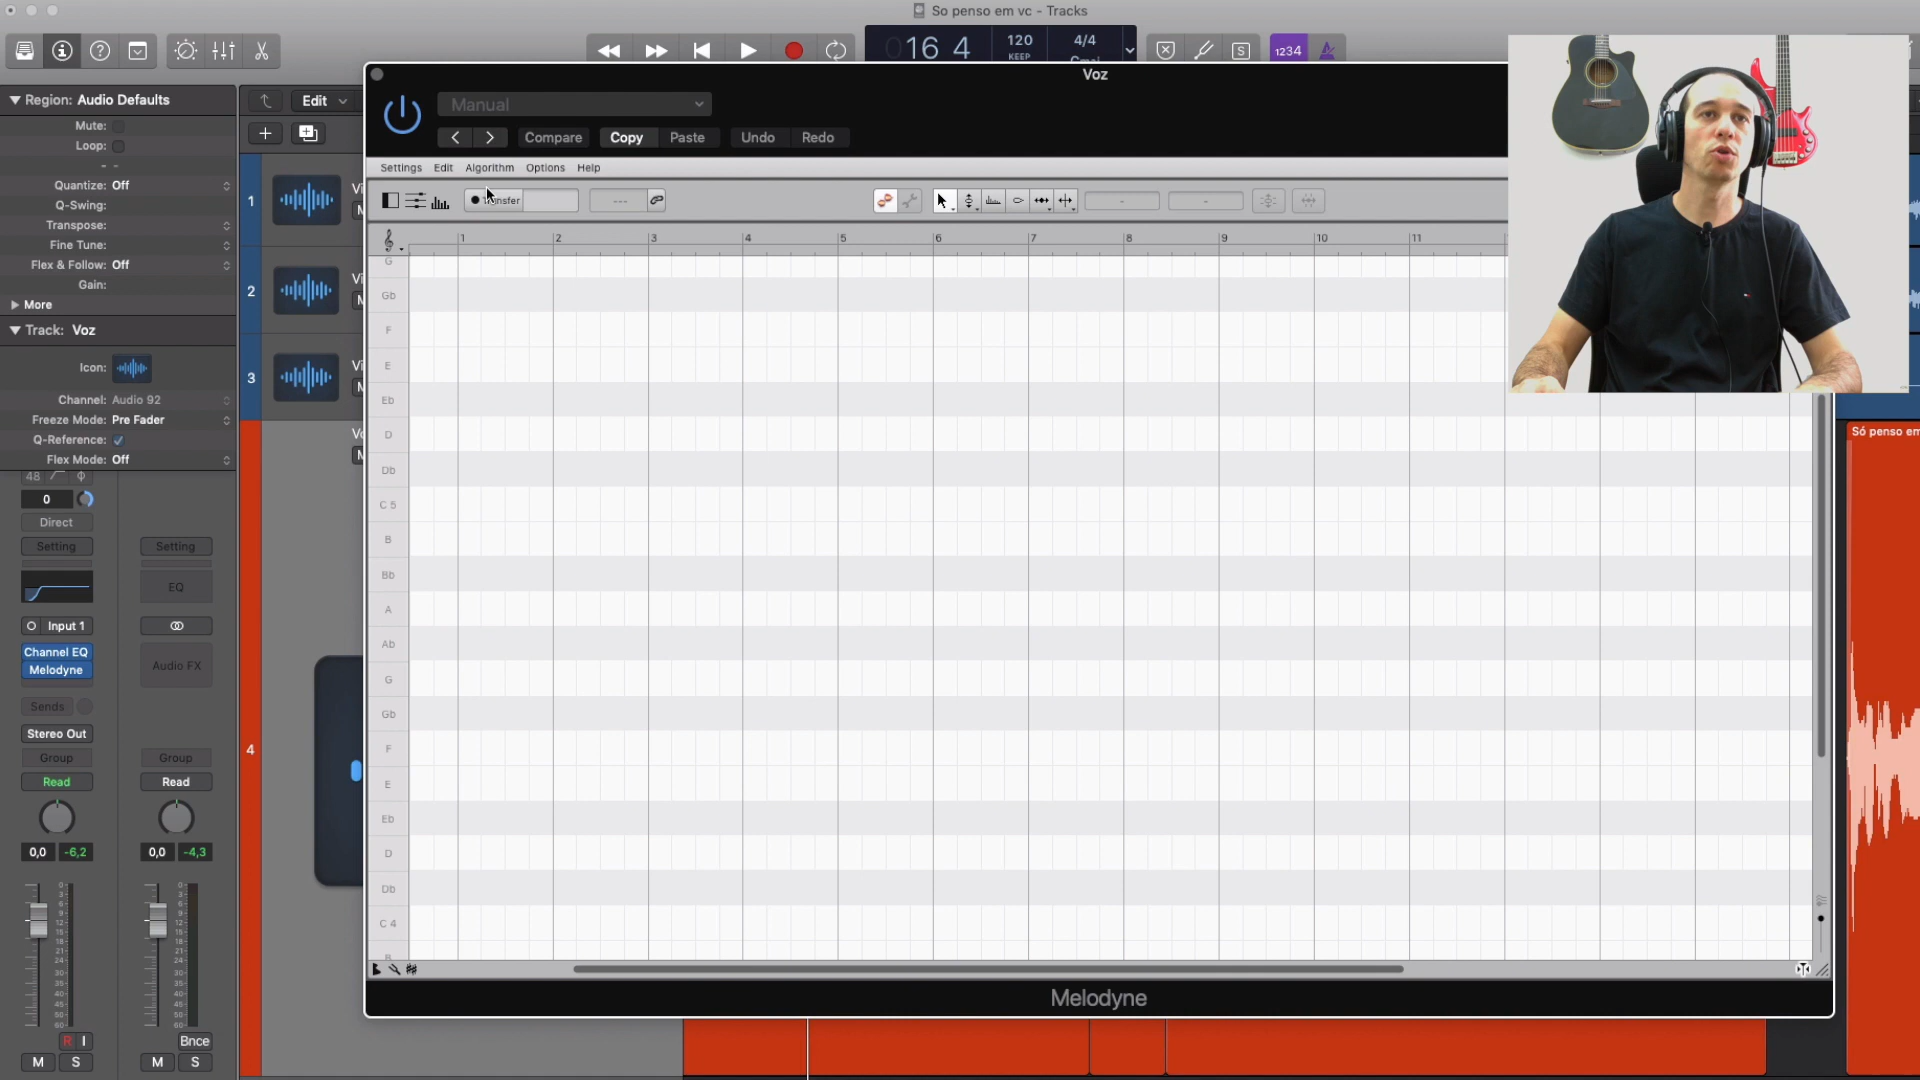 So penso em vc - Tracks
16 4
120
KEEP
4/4
1234
Region: Audio Defaults
Mute:
Loop:
Quantize: Off
Q-Swing:
Transpose:
Fine Tune:
Flex & Follow: Off
Gain:
More
Track: Voz
Icon:
Channel: Audio 92
Freeze Mode: Pre Fader
Q-Reference:
Flex Mode: Off
48
0
Direct
Setting
Setting
EQ
Input 1
Channel EQ
Melodyne
Audio FX
Sends
Stereo Out
Group
Group
Read
Read
0,0 -6,2
0,0 -4,3
R I
Bnce
M S
M S
Edit
1
2
3
4
Voz
Manual
Compare
Copy
Paste
Undo
Redo
Settings Edit Algorithm Options Help
---
1 2 3 4 5 6 7 8 9 10 11
G
Gb
F
E
Eb
D
Db
C 5
B
Bb
A
Ab
G
Gb
F
E
Eb
D
Db
C 4
B
Melodyne
Só penso em